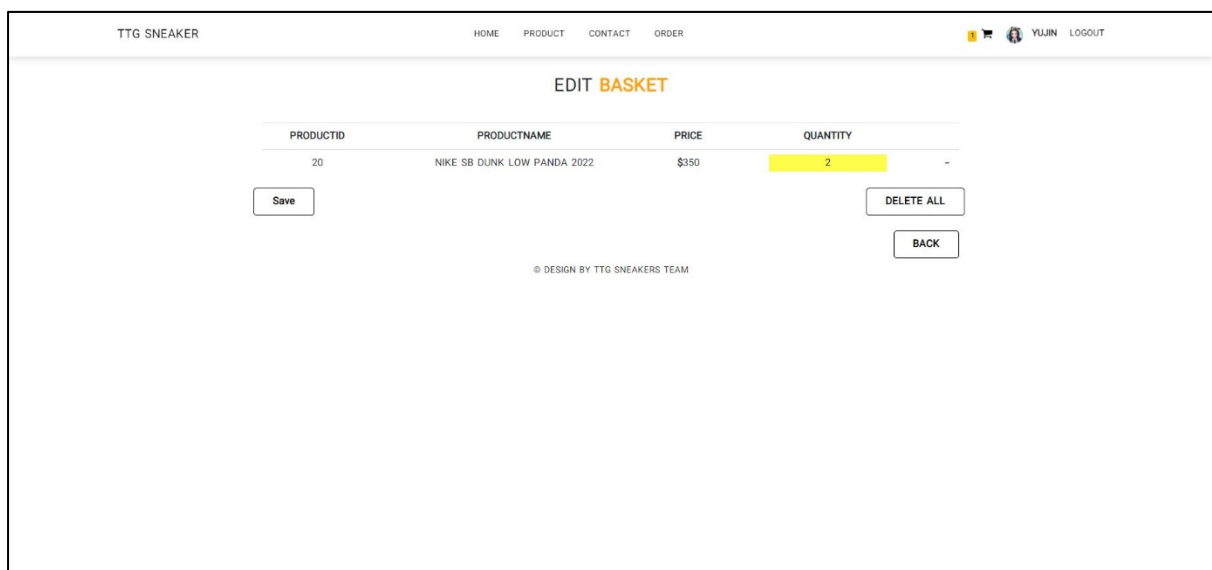 TTG SNEAKER HOME PRODUCT CONTACT ORDER 1 YUJIN LOGOUT
EDIT BASKET
PRODUCTID PRODUCTNAME PRICE QUANTITY
20 NIKE SB DUNK LOW PANDA 2022 $350 2 -
Save DELETE ALL
BACK
© DESIGN BY TTG SNEAKERS TEAM